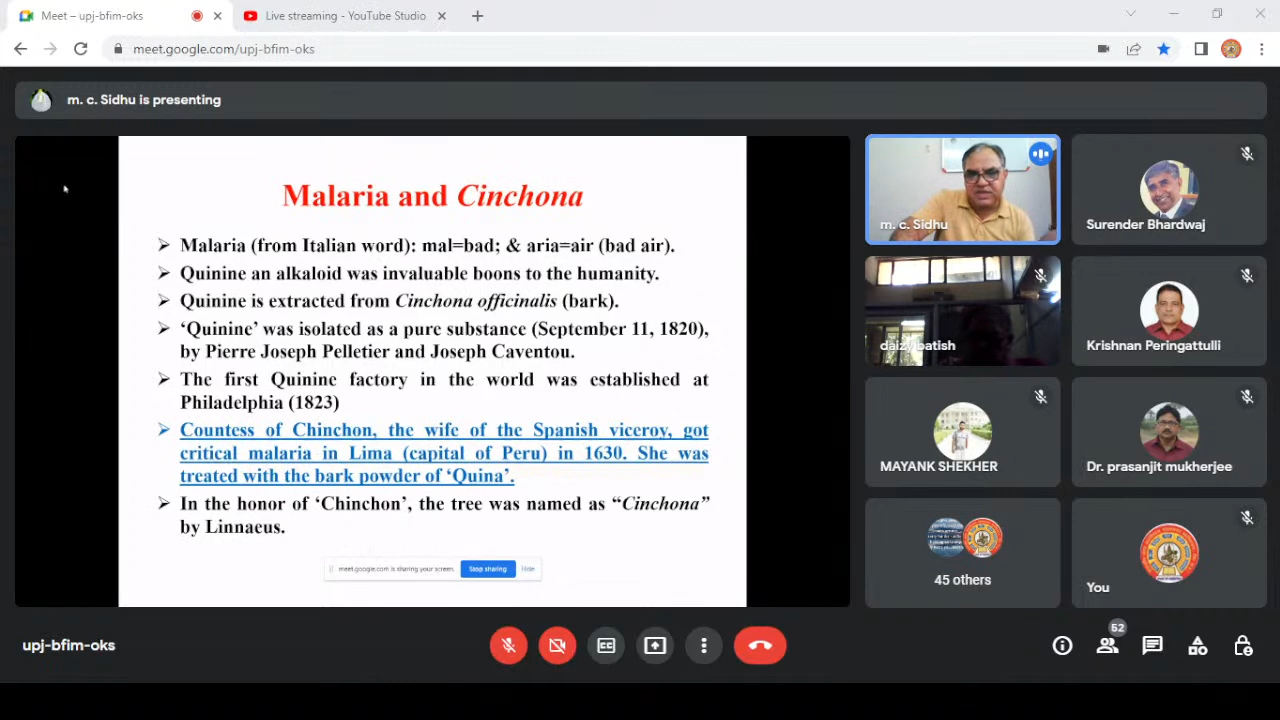 Meet – upj-bfim-oks
Live streaming - YouTube Studio
meet.google.com/upj-bfim-oks
m. c. Sidhu is presenting
Malaria and Cinchona
➢ Malaria (from Italian word): mal=bad; & aria=air (bad air).
➢ Quinine an alkaloid was invaluable boons to the humanity.
➢ Quinine is extracted from Cinchona officinalis (bark).
➢ ‘Quinine’ was isolated as a pure substance (September 11, 1820),
by Pierre Joseph Pelletier and Joseph Caventou.
➢ The first Quinine factory in the world was established at
Philadelphia (1823)
➢ Countess of Chinchon, the wife of the Spanish viceroy, got
critical malaria in Lima (capital of Peru) in 1630. She was
treated with the bark powder of ‘Quina’.
➢ In the honor of ‘Chinchon’, the tree was named as “Cinchona”
by Linnaeus.
meet.google.com is sharing your screen.
Stop sharing
Hide
m. c. Sidhu
Surender Bhardwaj
daizy batish
Krishnan Peringattulli
MAYANK SHEKHER
Dr. prasanjit mukherjee
45 others
You
upj-bfim-oks
CC
62